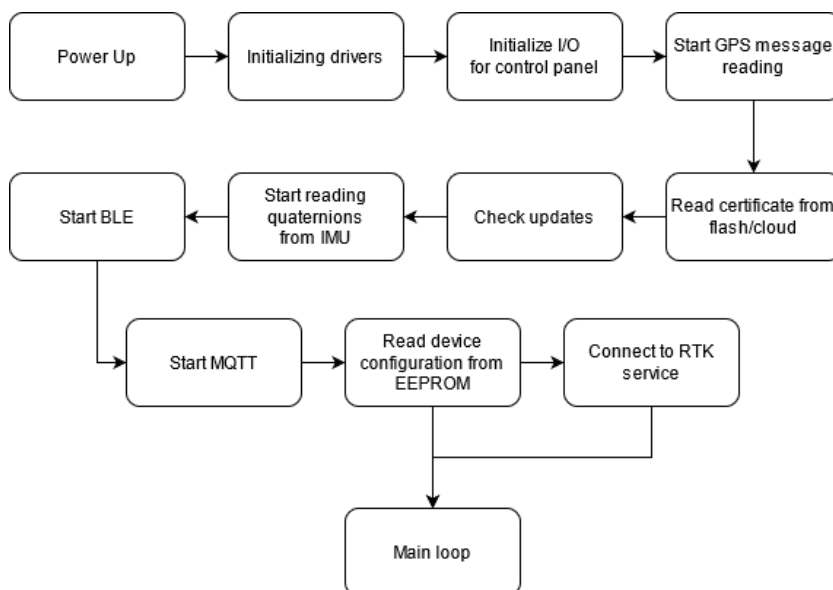 Power Up
Initializing drivers
Initialize I/O
for control panel
Start GPS message
reading
Start BLE
Start reading
quaternions
from IMU
Check updates
Read certificate from
flash/cloud
Start MQTT
Read device
configuration from
EEPROM
Connect to RTK
service
Main loop